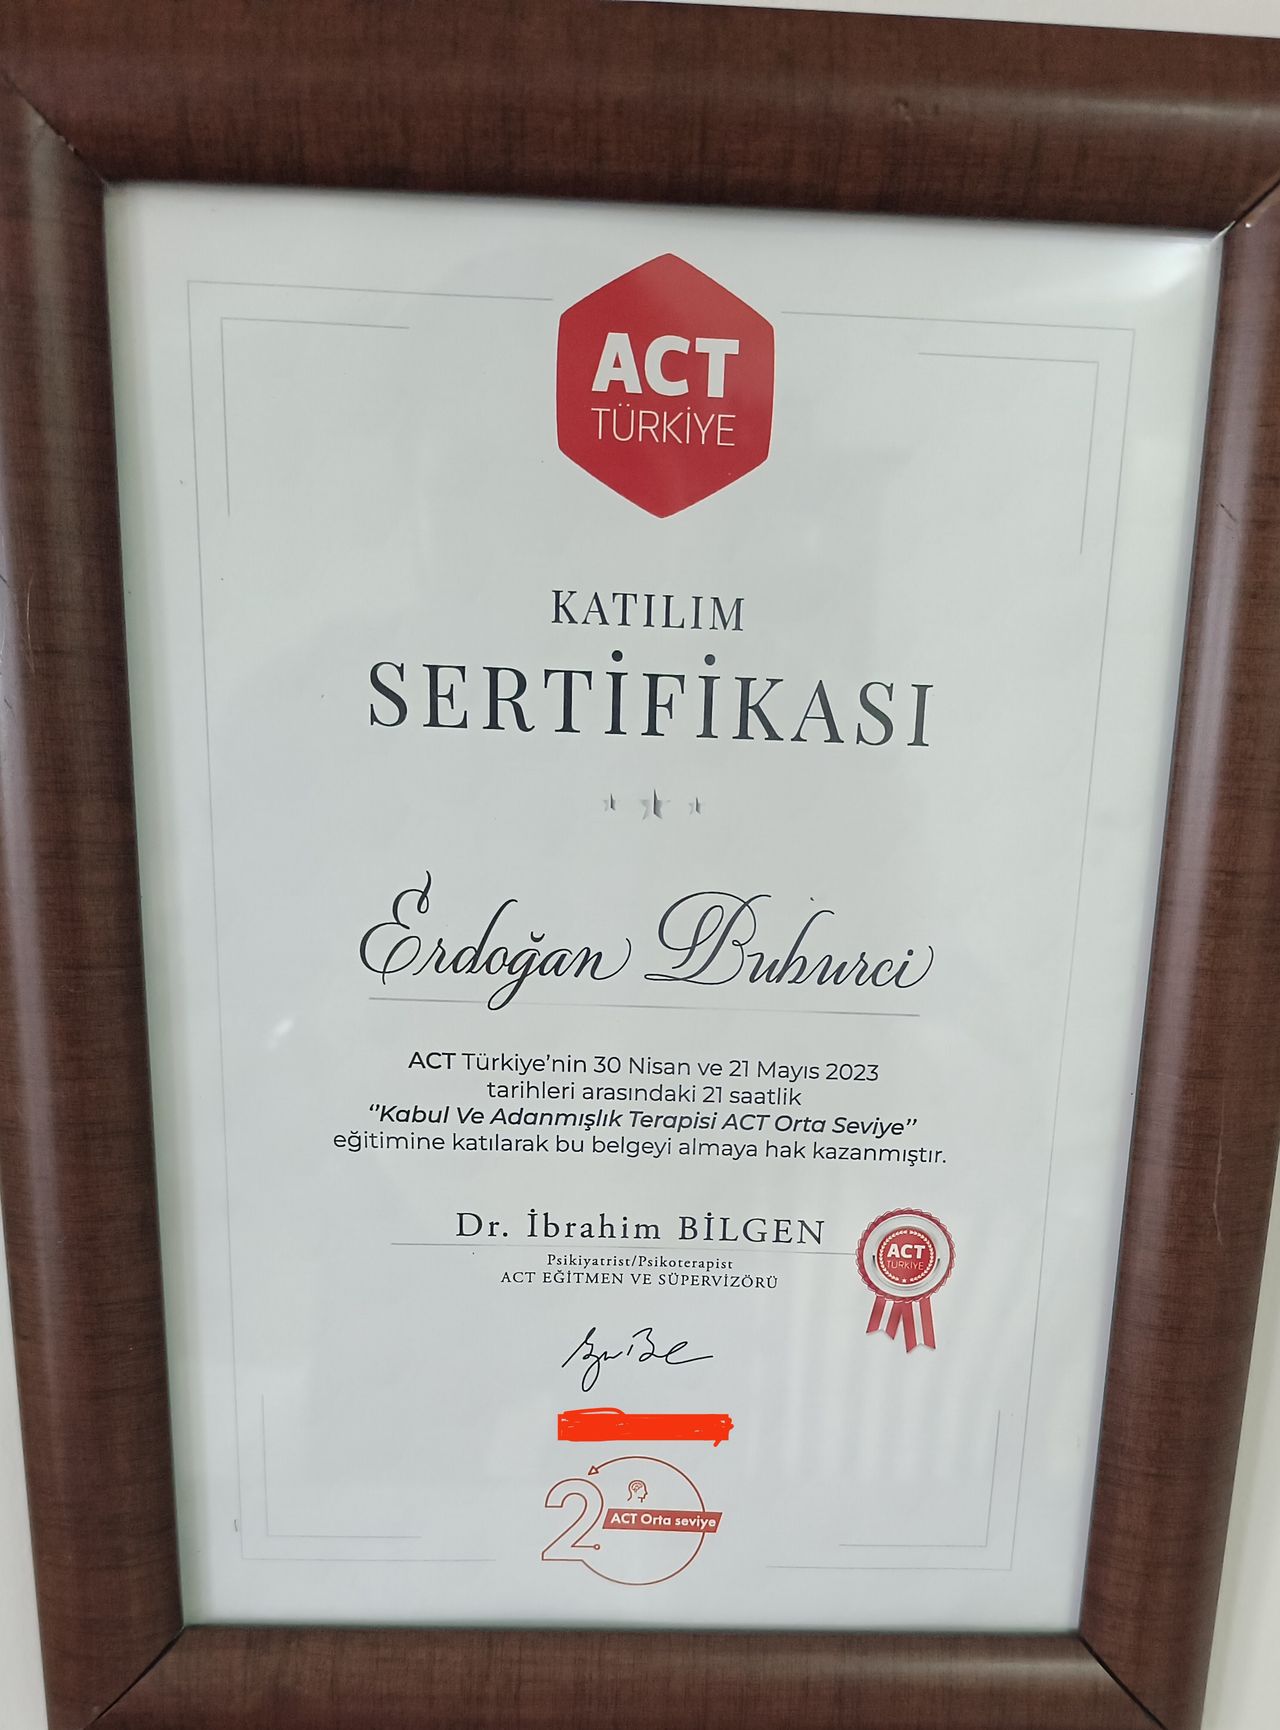 ACT
TÜRKİYE
KATILIM
SERTİFİKASI
Erdoğan Buhurci
ACT Türkiye'nin 30 Nisan ve 21 Mayıs 2023
tarihleri arasındaki 21 saatlik
"Kabul Ve Adanmışlık Terapisi ACT Orta Seviye"
eğitimine katılarak bu belgeyi almaya hak kazanmıştır.
Dr. İbrahim BİLGEN
Psikiyatrist/Psikoterapist
ACT EĞİTMEN VE SÜPERVİZÖRÜ
ACT
TÜRKİYE
2.
ACT Orta seviye